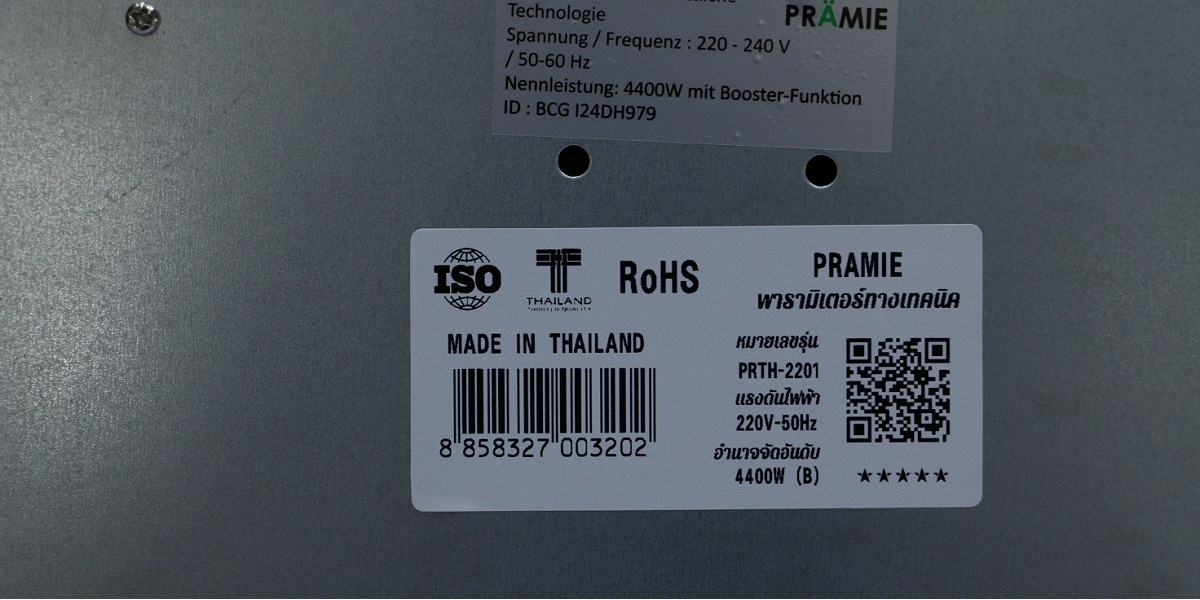 Technologie
PRÄMIE
Spannung / Frequenz : 220 - 240 V
/ 50-60 Hz
Nennleistung: 4400W mit Booster-Funktion
ID : BCG I24DH979
ISO
THAILAND
RoHS
MADE IN THAILAND
8 858327 003202
PRAMIE
พารามิเตอร์ทางเทคนิค
หมายเลขรุ่น
PRTH-2201
แรงดันไฟฟ้า
220V-50Hz
อำนาจจัดอันดับ
4400W (B)
★★★★★